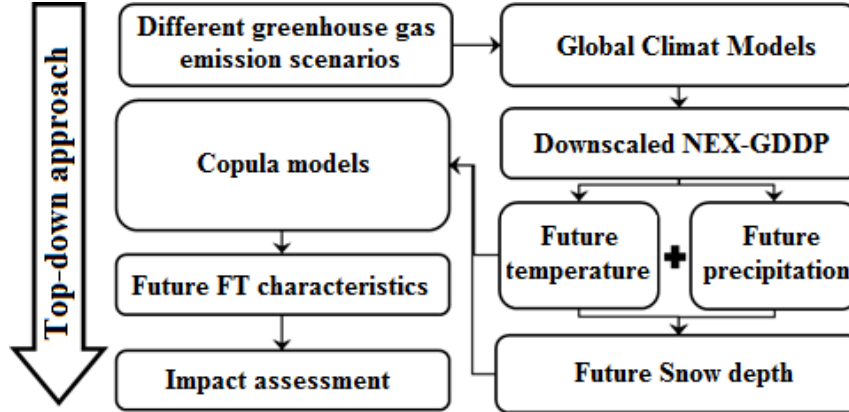 Top-down approach
Different greenhouse gas
emission scenarios
Global Climat Models
Downscaled NEX-GDDP
Copula models
Future
temperature
Future
precipitation
Future FT characteristics
Future Snow depth
Impact assessment